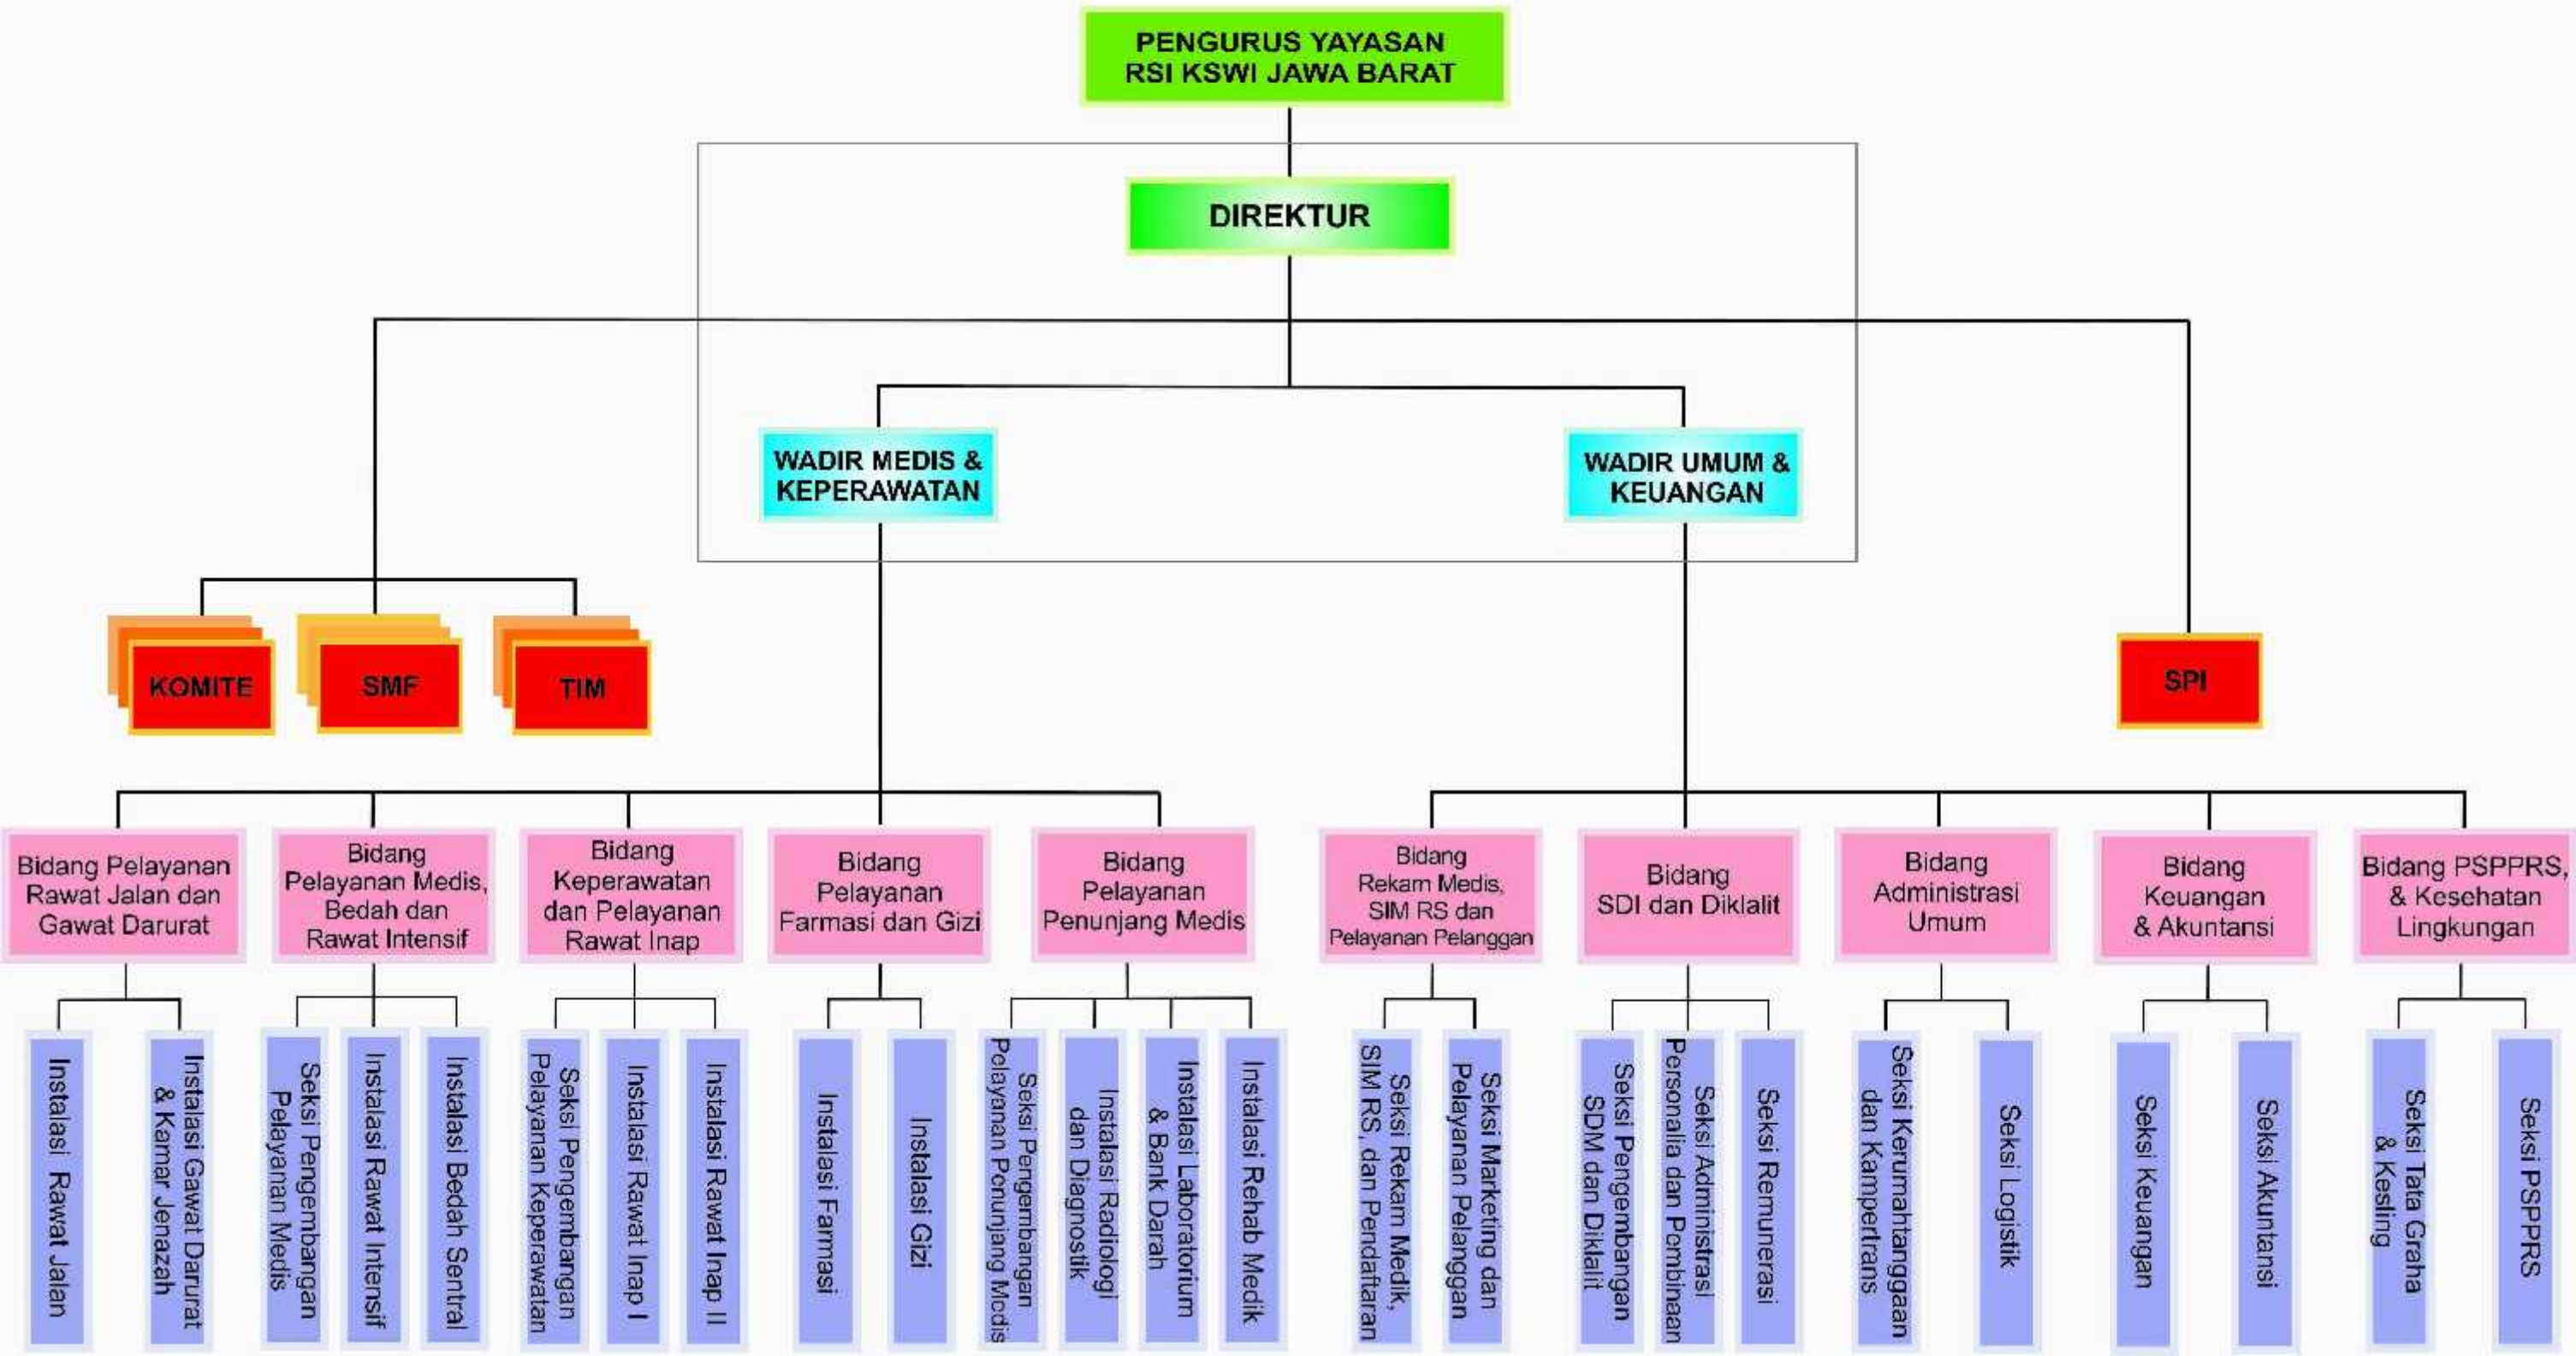 PENGURUS YAYASAN
RSI KSWI JAWA BARAT
DIREKTUR
WADIR MEDIS &
KEPERAWATAN
WADIR UMUM &
KEUANGAN
KOMITE
SMF
TIM
SPI
Bidang Pelayanan
Rawat Jalan dan
Gawat Darurat
Bidang
Pelayanan Medis,
Bedah dan
Rawat Intensif
Bidang
Keperawatan
dan Pelayanan
Rawat Inap
Bidang
Pelayanan
Farmasi dan Gizi
Bidang
Pelayanan
Penunjang Medis
Bidang
Rekam Medis,
SIM RS dan
Pelayanan Pelanggan
Bidang
SDI dan Diklalit
Bidang
Administrasi
Umum
Bidang
Keuangan
& Akuntansi
Bidang PSPPRS,
& Kesehatan
Lingkungan
Instalasi Rawat Jalan
Instalasi Gawat Darurat
& Kamar Jenazah
Seksi Pengembangan
Pelayanan Medis
Instalasi Rawat Intensif
Instalasi Bedah Sentral
Seksi Pengembangan
Pelayanan Keperawatan
Instalasi Rawat Inap I
Instalasi Rawat Inap II
Instalasi Farmasi
Instalasi Gizi
Seksi Pengembangan
Pelayanan Penunjang Medis
Instalasi Radiologi
dan Diagnostik
Instalasi Laboratorium
& Bank Darah
Instalasi Rehab Medik
Seksi Rekam Medik,
SIM RS, dan Pendaftaran
Seksi Marketing dan
Pelayanan Pelanggan
Seksi Pengembangan
SDM dan Diklalit
Seksi Administrasi
Personalia dan Pembinaan
Seksi Remunerasi
Seksi Kerumahtanggaan
dan Kampertrans
Seksi Logistik
Seksi Keuangan
Seksi Akuntansi
Seksi Tata Graha
& Kesling
Seksi PSPPRS